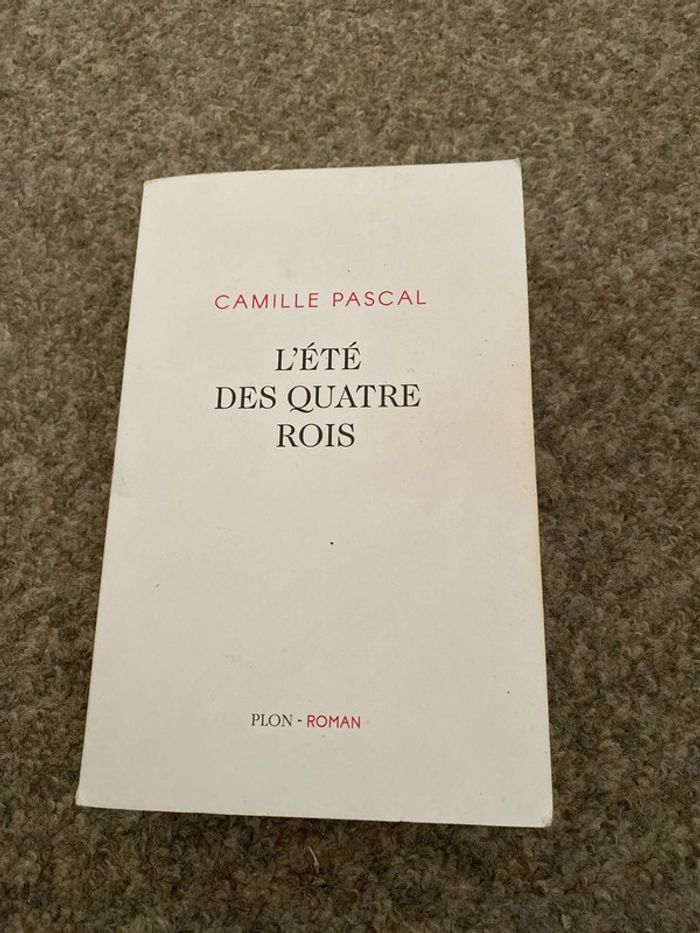 CAMILLE PASCAL
L'ÉTÉ
DES QUATRE
ROIS
PLON - ROMAN